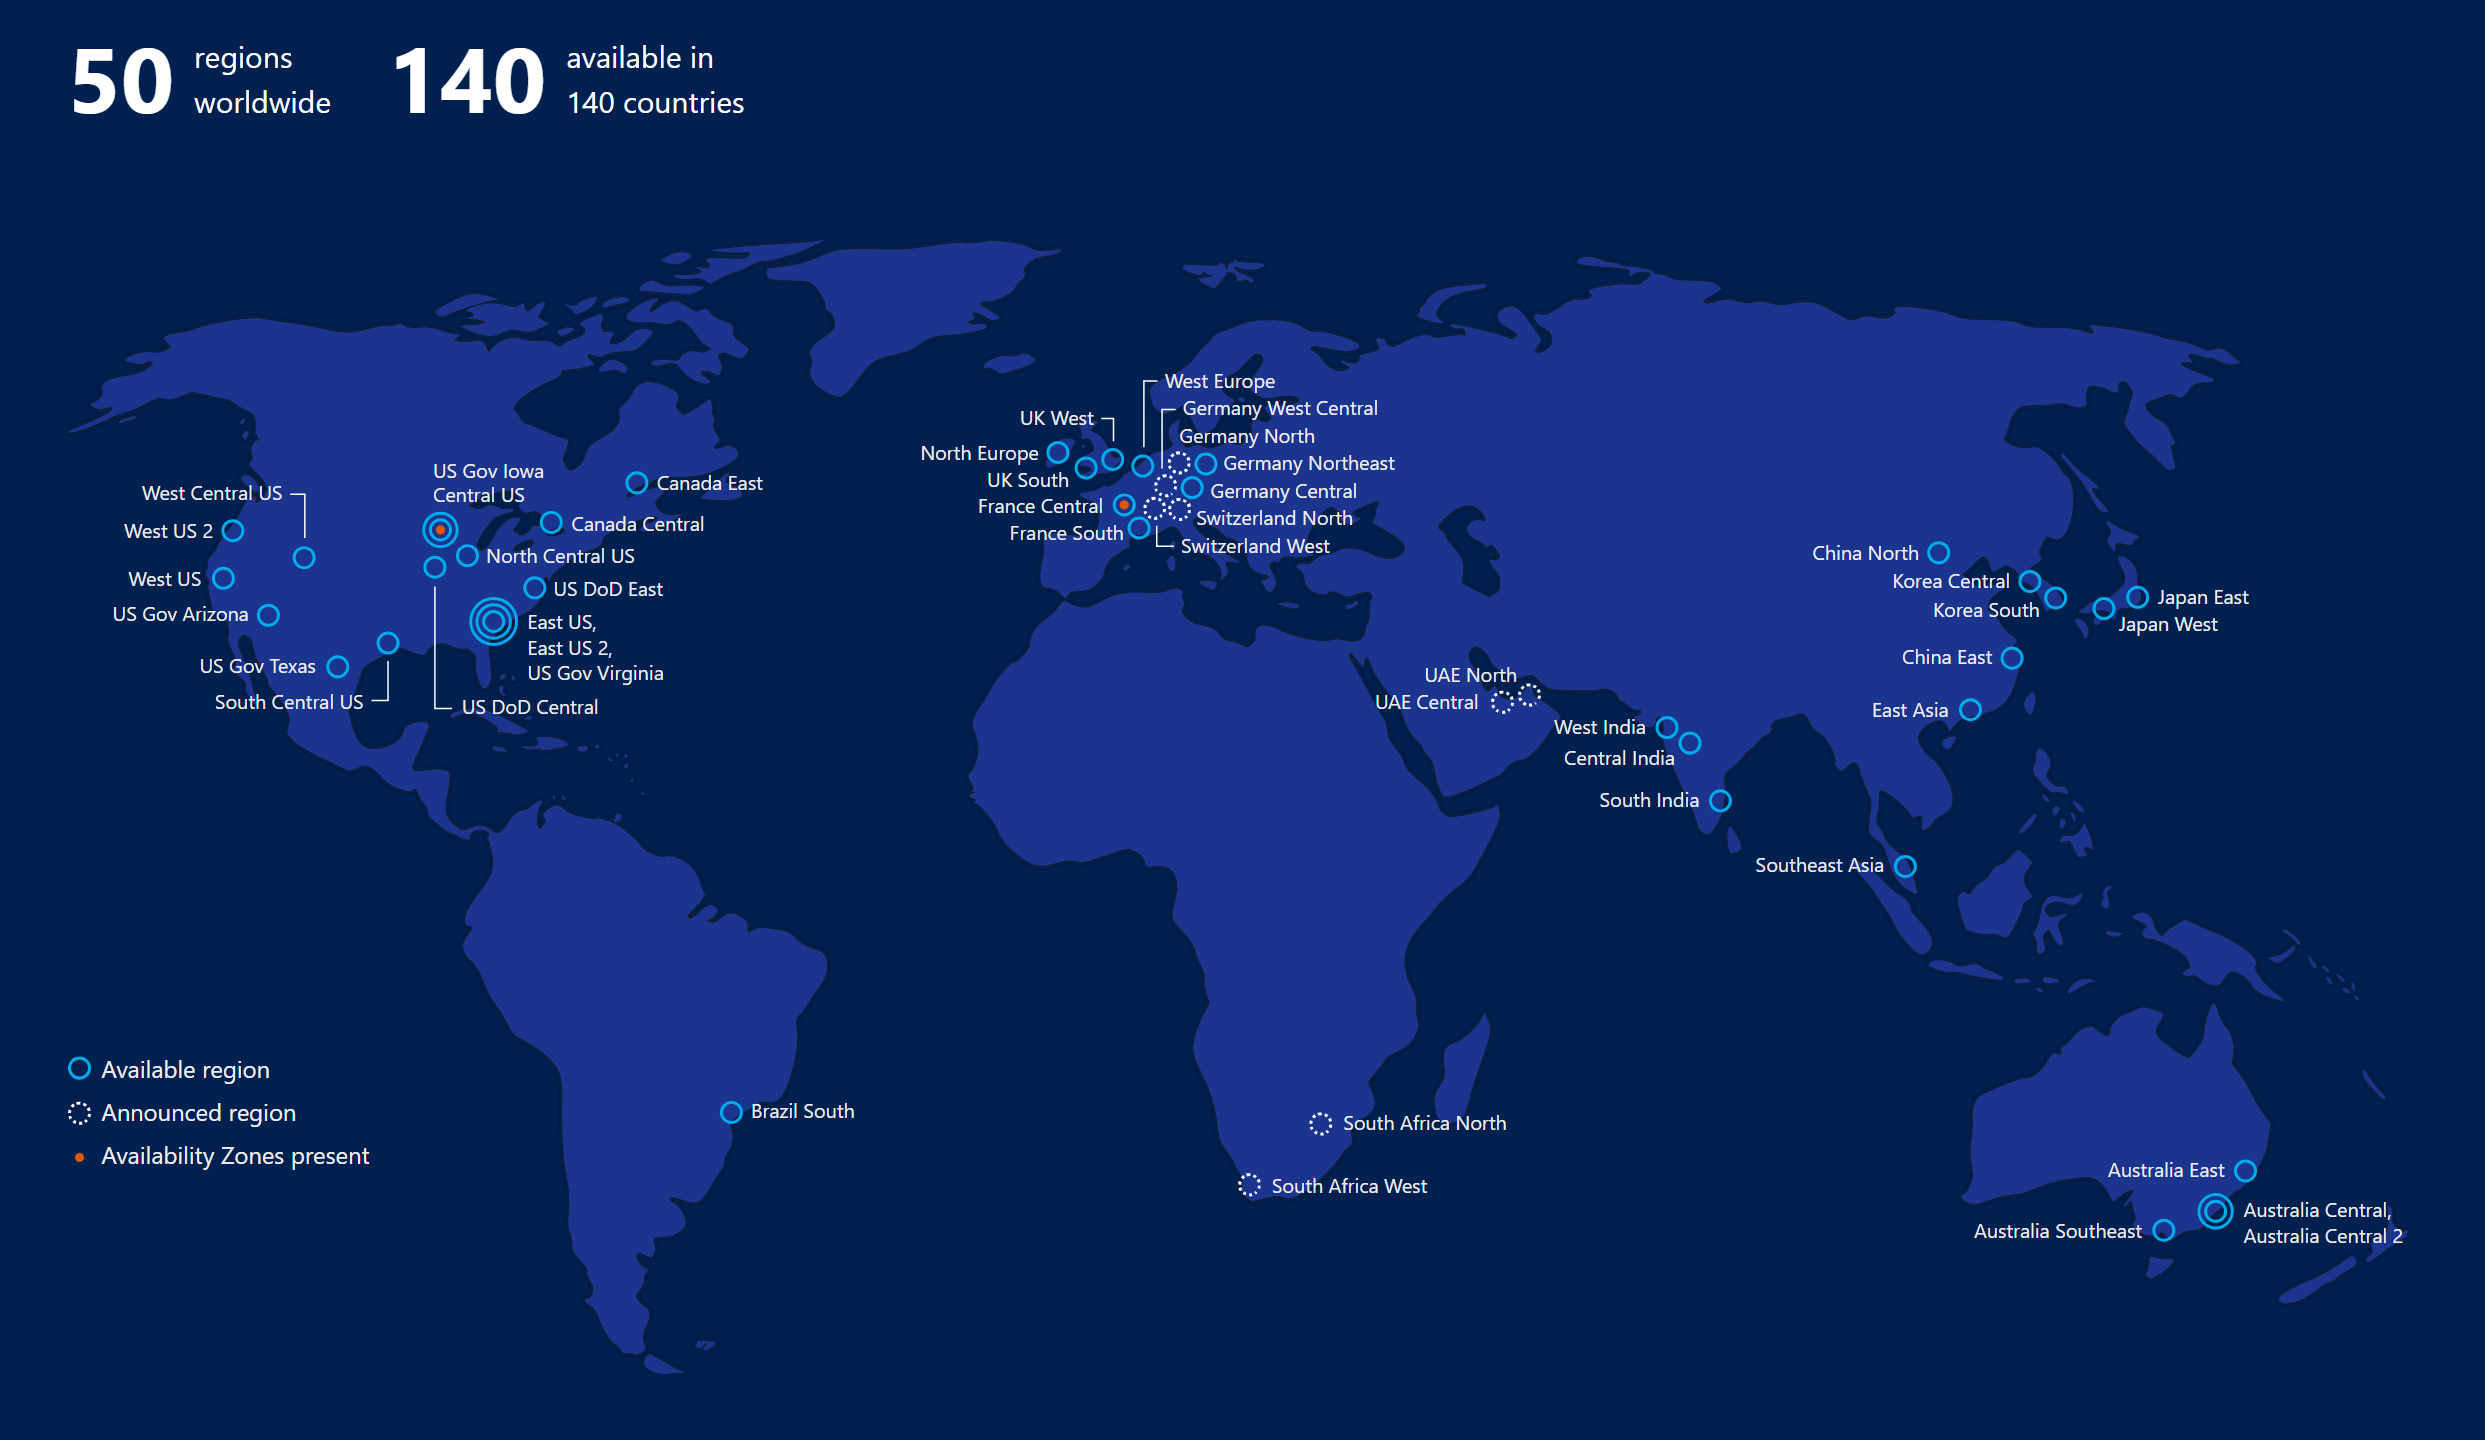 50 regions worldwide
140 available in 140 countries
West Europe
Germany West Central
UK West
Germany North
North Europe
Germany Northeast
UK South
Germany Central
France Central
Switzerland North
France South
Switzerland West
US Gov Iowa
Central US
West Central US
Canada East
West US 2
Canada Central
North Central US
West US
US DoD East
US Gov Arizona
East US,
East US 2,
US Gov Virginia
US Gov Texas
South Central US
US DoD Central
China North
Korea Central
Korea South
Japan East
Japan West
China East
East Asia
UAE North
UAE Central
West India
Central India
South India
Southeast Asia
Available region
Announced region
Availability Zones present
Brazil South
South Africa North
South Africa West
Australia East
Australia Central,
Australia Central 2
Australia Southeast